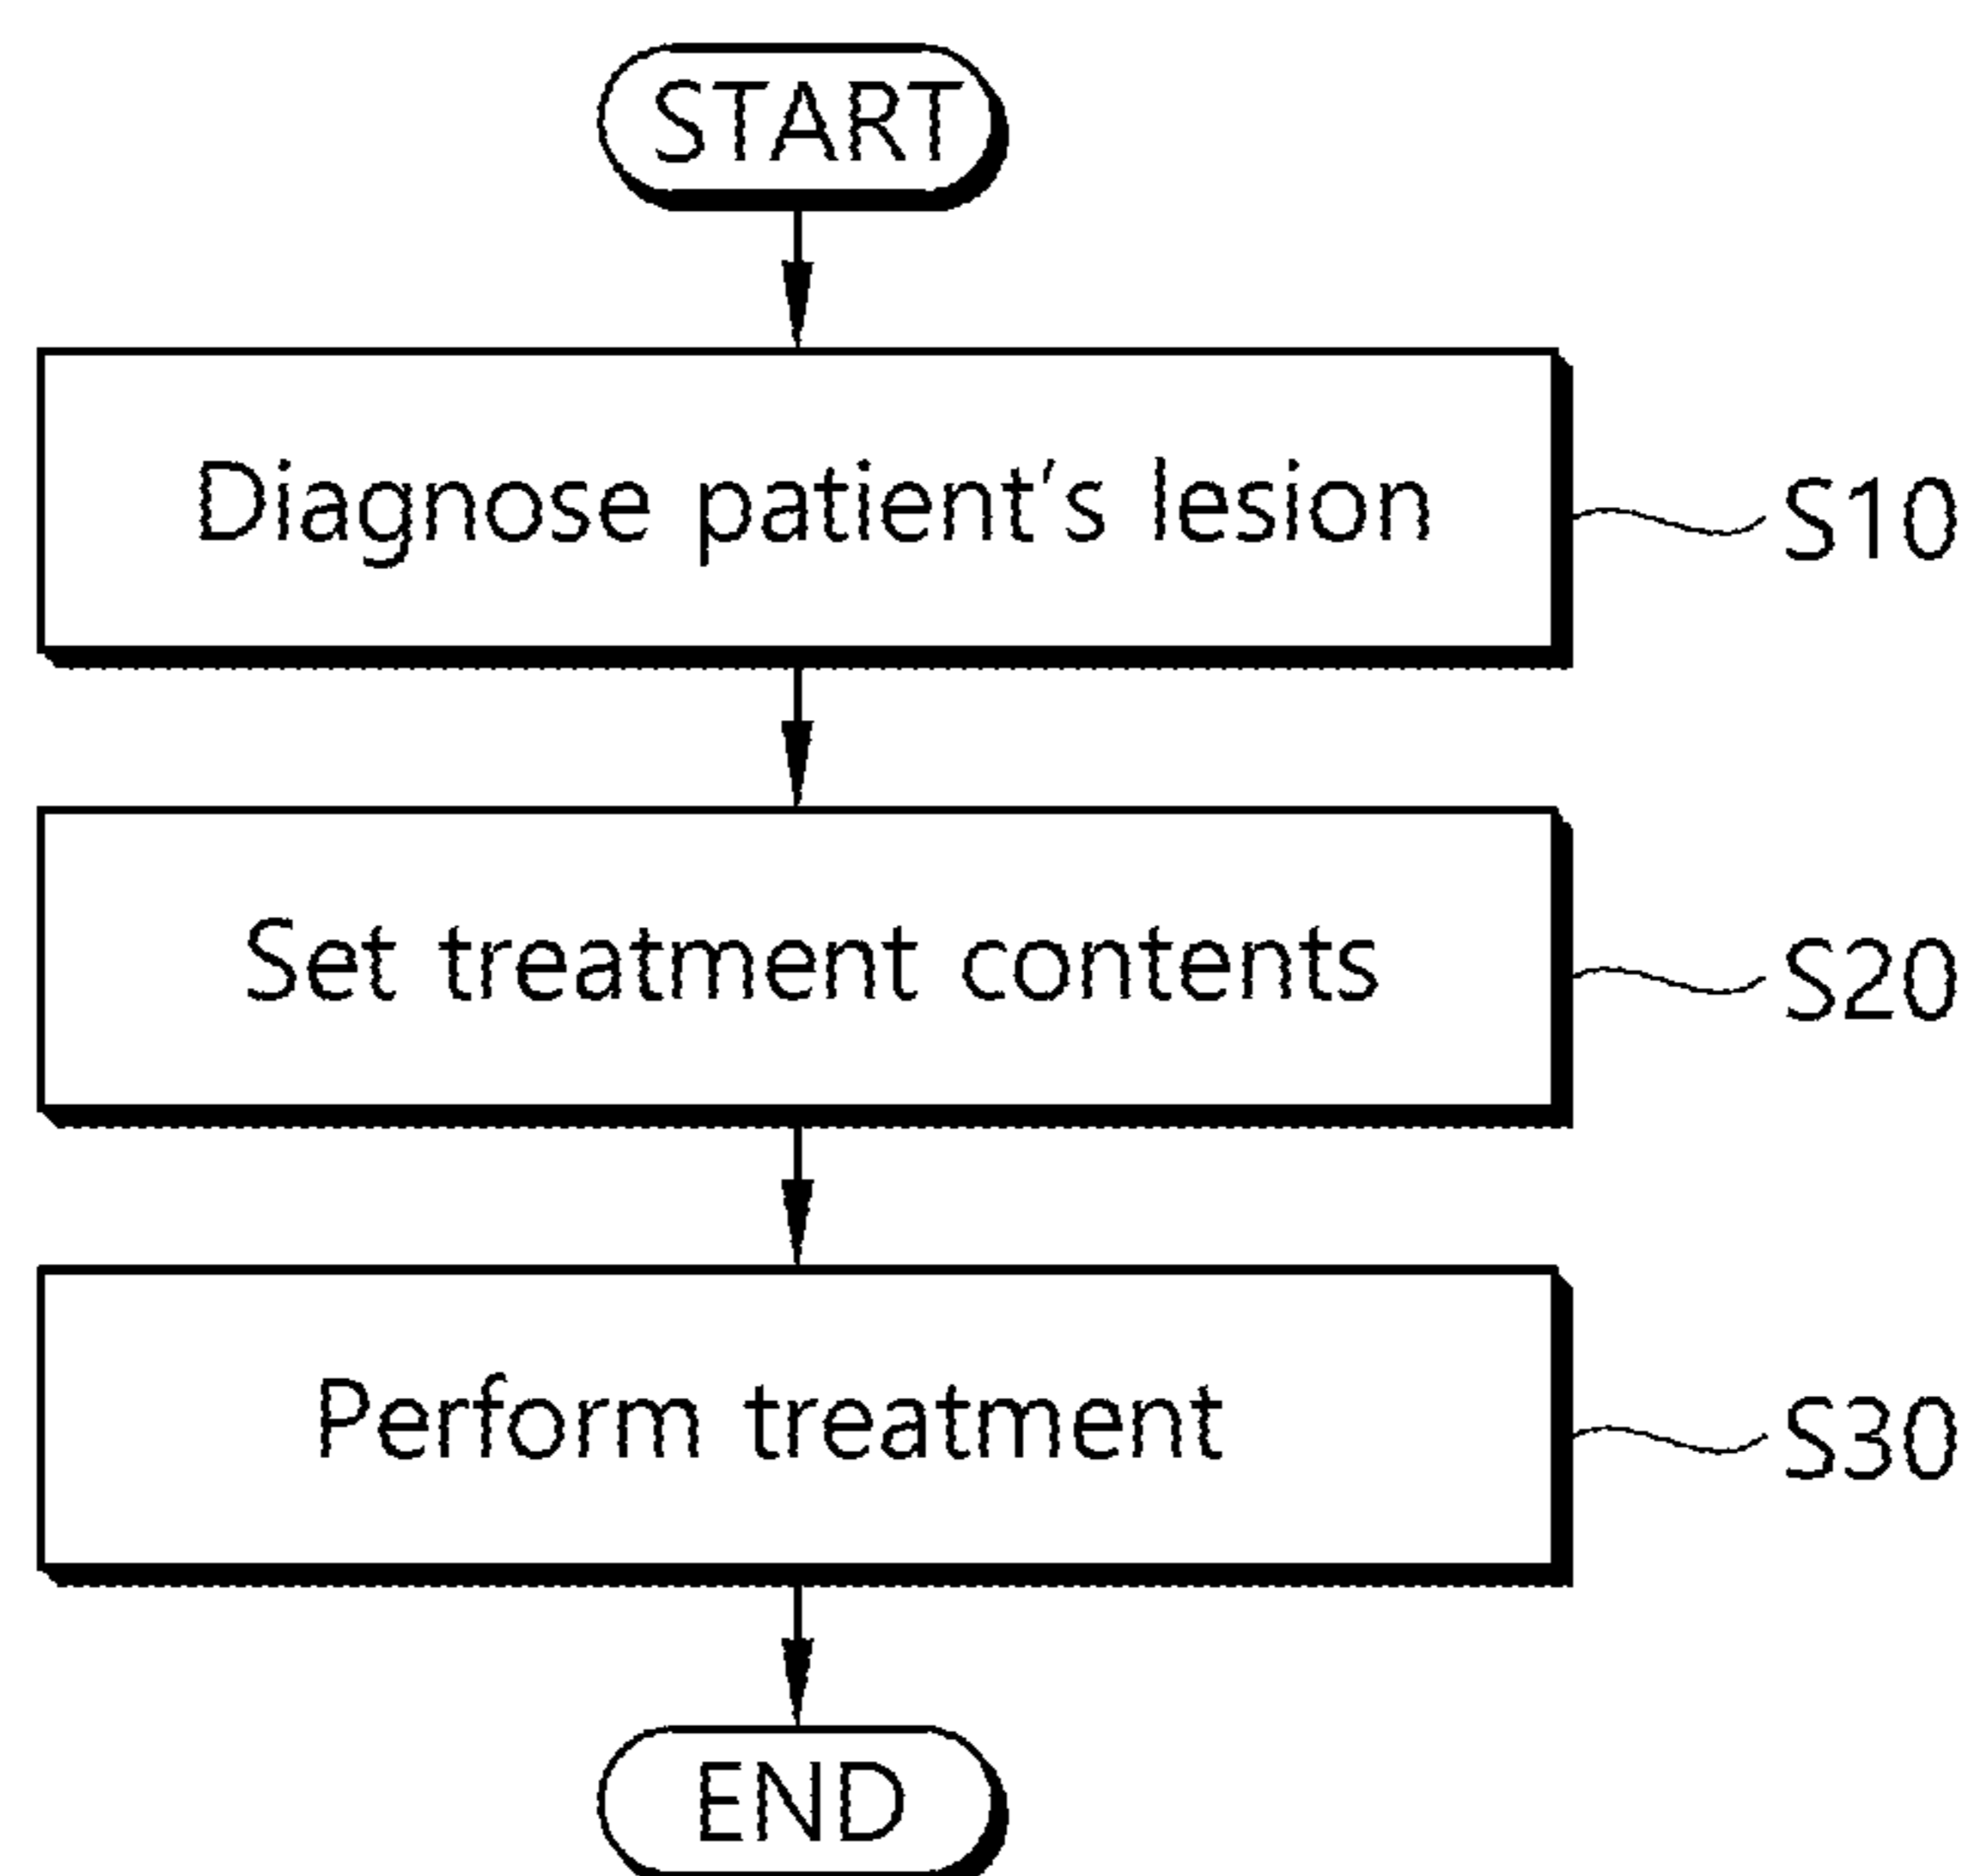 START
Diagnose patient's lesion
S10
Set treatment contents
S20
Perform treatment
S30
END